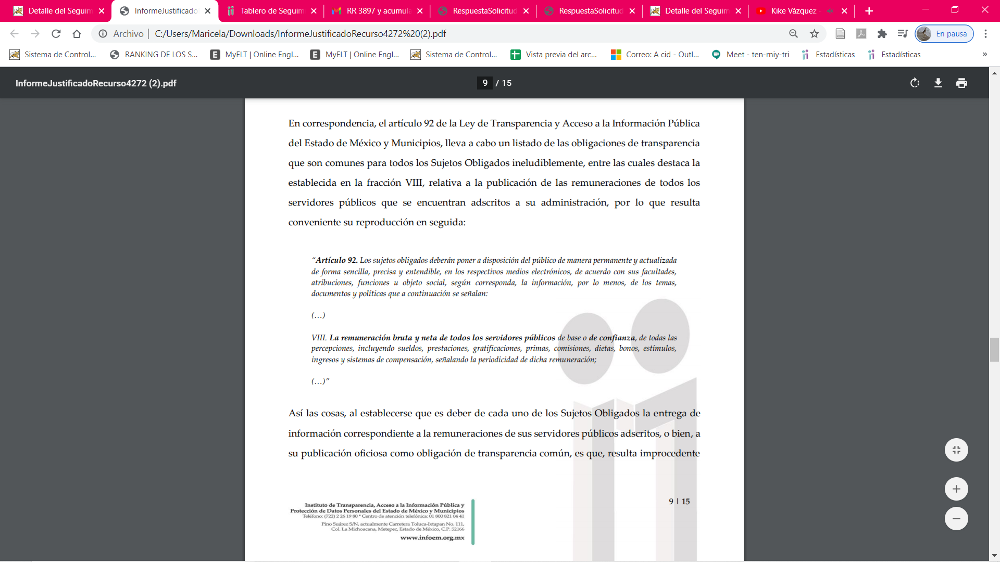 Detalle del Seguim
InformeJustificado
Tablero de Seguim
RR 3897 y acumula
RespuestaSolicitud
RespuestaSolicitud
Detalle del Seguim
Kike Vázquez -
Archivo | C:/Users/Maricela/Downloads/InformeJustificadoRecurso4272%20(2).pdf
En pausa
Sistema de Control...
RANKING DE LOS S...
MyELT | Online Engl...
MyELT | Online Engl...
Sistema de Control...
Vista previa del arc...
Correo: A cid - Outl...
Meet - ten-rniy-tri
Estadísticas
Estadísticas
»
InformeJustificadoRecurso4272 (2).pdf
9 / 15
En correspondencia, el artículo 92 de la Ley de Transparencia y Acceso a la Información Pública
del Estado de México y Municipios, lleva a cabo un listado de las obligaciones de transparencia
que son comunes para todos los Sujetos Obligados ineludiblemente, entre las cuales destaca la
establecida en la fracción VIII, relativa a la publicación de las remuneraciones de todos los
servidores públicos que se encuentran adscritos a su administración, por lo que resulta
conveniente su reproducción en seguida:
“Artículo 92. Los sujetos obligados deberán poner a disposición del público de manera permanente y actualizada
de forma sencilla, precisa y entendible, en los respectivos medios electrónicos, de acuerdo con sus facultades,
atribuciones, funciones u objeto social, según corresponda, la información, por lo menos, de los temas,
documentos y políticas que a continuación se señalan:
(…)
VIII. La remuneración bruta y neta de todos los servidores públicos de base o de confianza, de todas las
percepciones, incluyendo sueldos, prestaciones, gratificaciones, primas, comisiones, dietas, bonos, estímulos,
ingresos y sistemas de compensación, señalando la periodicidad de dicha remuneración;
(…)”
Así las cosas, al establecerse que es deber de cada uno de los Sujetos Obligados la entrega de
información correspondiente a la remuneraciones de sus servidores públicos adscritos, o bien, a
su publicación oficiosa como obligación de transparencia común, es que, resulta improcedente
Instituto de Transparencia, Acceso a la Información Pública y
Protección de Datos Personales del Estado de México y Municipios
Teléfono: (722) 2 26 19 80 * Centro de atención telefónica: 01 800 821 04 41
Pino Suárez S/N, actualmente Carretera Toluca-Ixtapan No. 111,
Col. La Michoacana, Metepec, Estado de México, C.P. 52166
www.infoem.org.mx
9 | 15